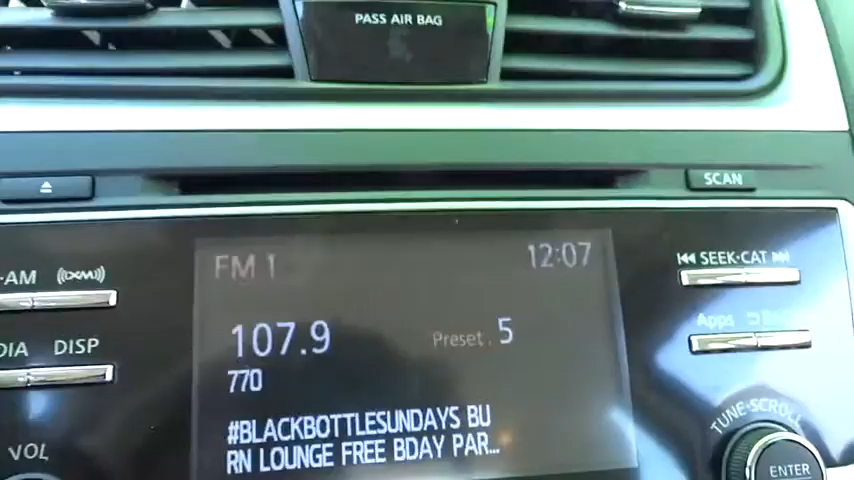 PASS AIR BAG
SCAN
FM 1
12:07
·AM
((XM))
SEEK·CAT
107.9
Preset. 5
Apps
DIA
DISP
770
#BLACKBOTTLESUNDAYS BU
RN LOUNGE FREE BDAY PAR...
TUNE·SCROLL
VOL
ENTER